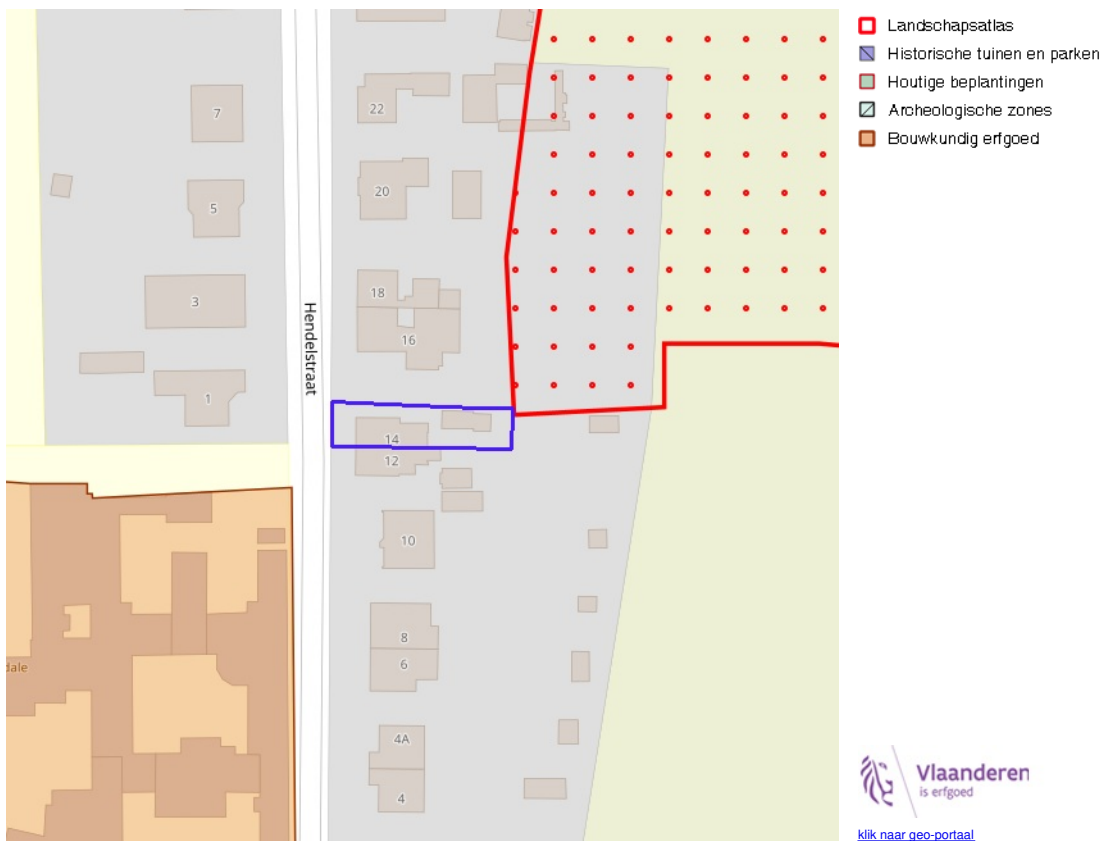 Landschapsatlas
Historische tuinen en parken
Houtige beplantingen
Archeologische zones
Bouwkundig erfgoed
22
7
20
5
18
3
16
Hendelstraat
1
14
12
10
8
6
dale
4A
4
Vlaanderen
is erfgoed
klik naar geo-portaal